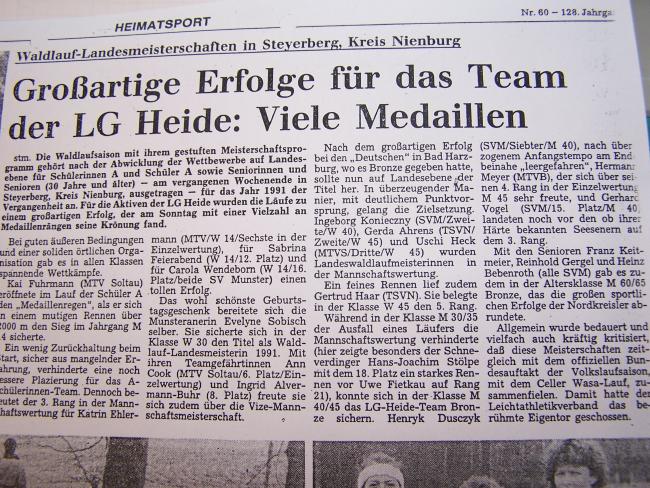 HEIMATSPORT
Nr. 60 – 128. Jahrga
Waldlauf-Landesmeisterschaften in Steyerberg, Kreis Nienburg
Großartige Erfolge für das Team
der LG Heide: Viele Medaillen
stm. Die Waldlaufsaison mit ihrem gestuften Meisterschaftspro-
gramm gehört nach der Abwicklung der Wettbewerbe auf Landes-
ebene für Schülerinnen A und Schüler A sowie Seniorinnen und
Senioren (30 Jahre und älter) – am vergangenen Wochenende in
Steyerberg, Kreis Nienburg, ausgetragen – für das Jahr 1991 der
Vergangenheit an. Für die Aktiven der LG Heide wurden die Läufe zu
einem großartigen Erfolg, der am Sonntag mit einer Vielzahl an
Medaillenrängen seine Krönung fand.
Bei guten äußeren Bedingungen
und einer soliden örtlichen Organ-
isation gab es in allen Klassen
spannende Wettkämpfe.
Kai Fuhrmann (MTV Soltau)
eröffnete im Lauf der Schüler A
den „Medaillenregen", als er sich
in einem mutigen Rennen über
2000 m den Sieg im Jahrgang M
14 sicherte.
Ein wenig Zurückhaltung beim
Start, sicher aus mangelnder Er-
fahrung, verhinderte eine noch
bessere Plazierung für das A-
Schülerinnen-Team. Dennoch be-
deutet der 3. Rang in der Mann-
schaftswertung für Katrin Ehler-
mann (MTV/W 14/Sechste in der
Einzelwertung), für Sabrina
Feierabend (W 14/12. Platz) und
für Carola Wendeborn (W 14/16.
Platz/beide SV Munster) einen
tollen Erfolg.
Das wohl schönste Geburts-
tagsgeschenk bereitete sich die
Munsteranerin Evelyne Sobisch
selber. Sie sicherte sich in der
Klasse W 30 den Titel als Wald-
lauf-Landesmeisterin 1991. Mit
ihren Teamgefährtinnen Ann
Cook (MTV Soltau/6. Platz/Ein-
zelwertung) und Ingrid Alver-
mann-Buhr (8. Platz) freute sie
sich zudem über die Vize-Mann-
schaftsmeisterschaft.
Nach dem großartigen Erfolg
bei den „Deutschen" in Bad Harz-
burg, wo es Bronze gegeben hatte,
sollte nun auf Landesebene der
Titel her. In überzeugender Ma-
nier, mit deutlichem Punktvor-
sprung, gelang die Zielsetzung.
Ingeborg Konieczny (SVM/Zwei-
te/W 40), Gerda Ahrens (TSVN/
Zweite/W 45) und Uschi Heck
(MTVS/Dritte/W 45) wurden
Landeswaldlaufmeisterinnen in
der Mannschaftswertung.
Ein feines Rennen lief zudem
Gertrud Haar (TSVN). Sie belegte
in der Klasse W 45 den 5. Rang.
Während in der Klasse M 30/35
der Ausfall eines Läufers die
Mannschaftswertung verhinderte
(hier zeigte besonders der Schne-
verdinger Hans-Joachim Stölpe
mit dem 18. Platz ein starkes Ren-
nen vor Uwe Fietkau auf Rang
21), konnte sich in der Klasse M
40/45 das LG-Heide-Team Bron-
ze sichern. Henryk Dusczyk
(SVM/Siebter/M 40), nach über-
zogenem Anfangstempo am End
beinahe „leergefahren", Hermann
Meyer (MTVB), der sich über sei-
nen 4. Rang in der Einzelwertung
M 45 sehr freute, und Gerhar
Vogel (SVM/15. Platz/M 40)
landeten noch vor den ob ihrer
Härte bekannten Seesenern auf
dem 3. Rang.
Mit den Senioren Franz Keit-
meier, Reinhold Gergel und Heinz
Bebenroth (alle SVM) gab es zu-
dem in der Altersklasse M 60/65
Bronze, was die großen sportli-
chen Erfolge der Nordkreisler ab-
rundete.
Allgemein wurde bedauert und
vielfach auch kräftig kritisiert,
daß diese Meisterschaften zeit-
gleich mit dem offiziellen Bun-
desauftakt der Volkslaufsaison,
mit dem Celler Wasa-Lauf, zu-
sammenfielen. Damit hatte der
Leichtathletikverband das be-
rühmte Eigentor geschossen.